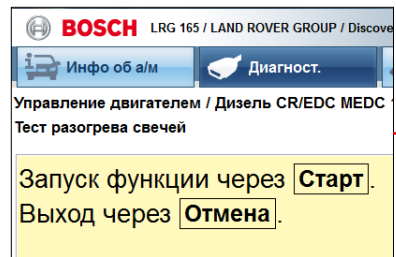 BOSCH LRG 165 / LAND ROVER GROUP / Discove
Инфо об а/м Диагност.
Управление двигателем / Дизель CR/EDC MEDC
Тест разогрева свечей
Запуск функции через Старт.
Выход через Отмена.